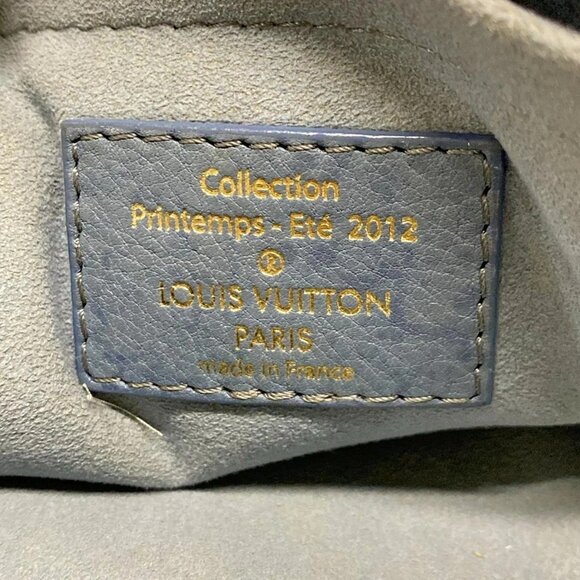 Collection
Printemps - Eté 2012
®
LOUIS VUITTON
PARIS
made in France